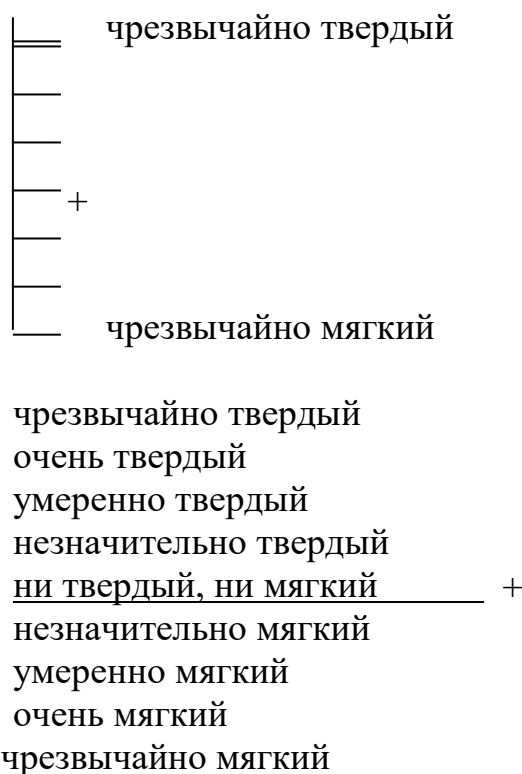 чрезвычайно твердый
+
чрезвычайно мягкий
чрезвычайно твердый
очень твердый
умеренно твердый
незначительно твердый
ни твердый, ни мягкий +
незначительно мягкий
умеренно мягкий
очень мягкий
чрезвычайно мягкий